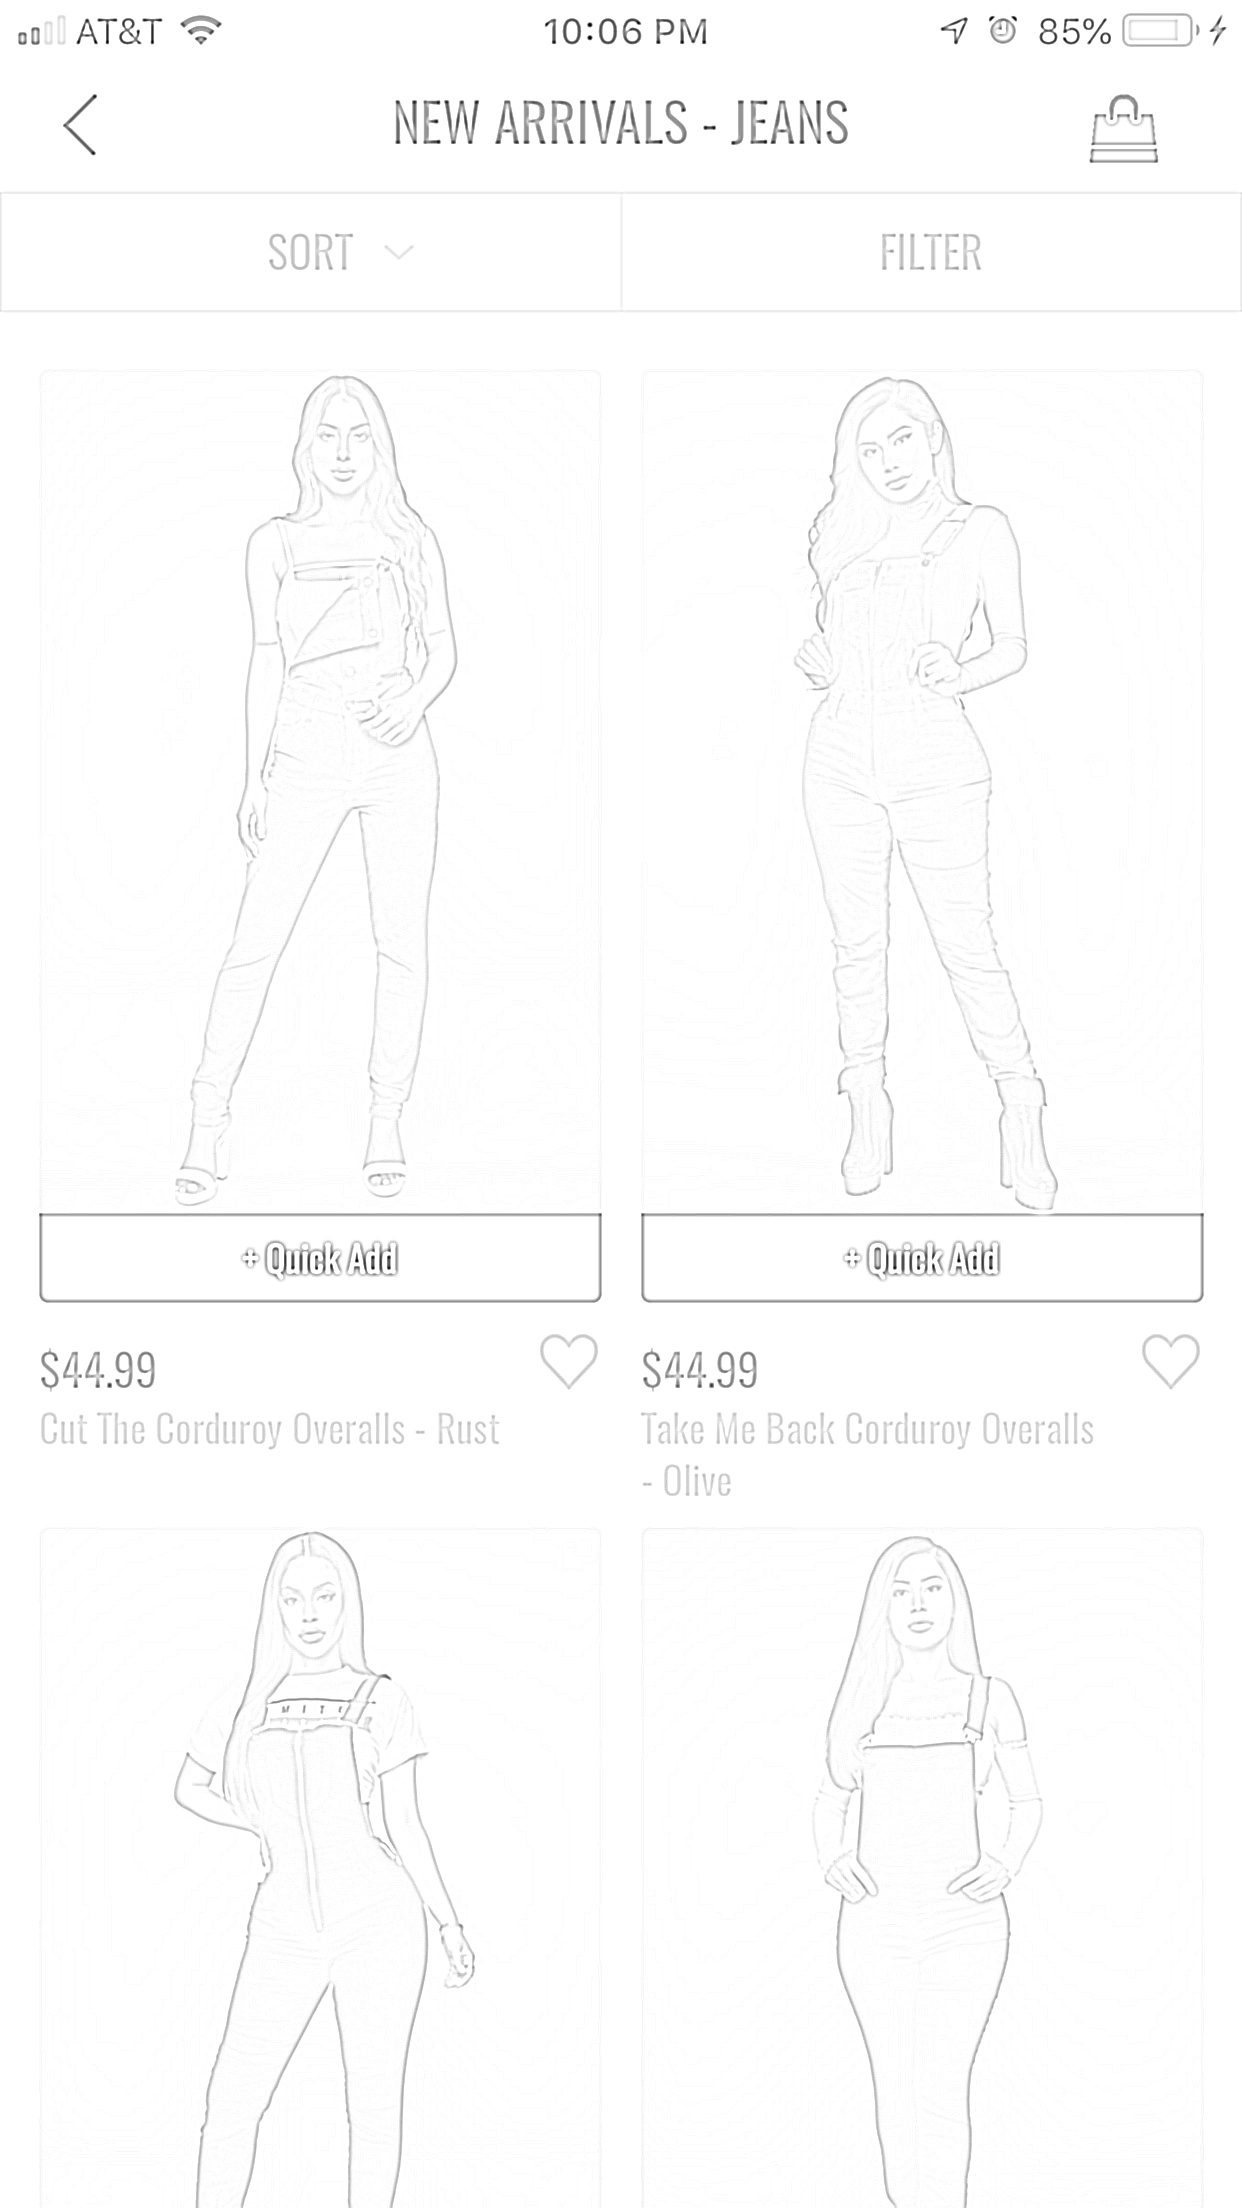 AT&T 10:06 PM 85%
NEW ARRIVALS - JEANS
SORT FILTER
+ Quick Add + Quick Add
$44.99 $44.99
Cut The Corduroy Overalls - Rust
Take Me Back Corduroy Overalls
- Olive